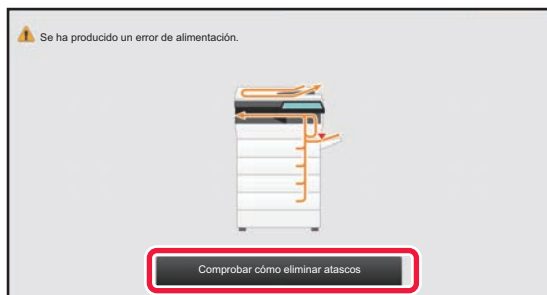 Se ha producido un error de alimentación.
Comprobar cómo eliminar atascos